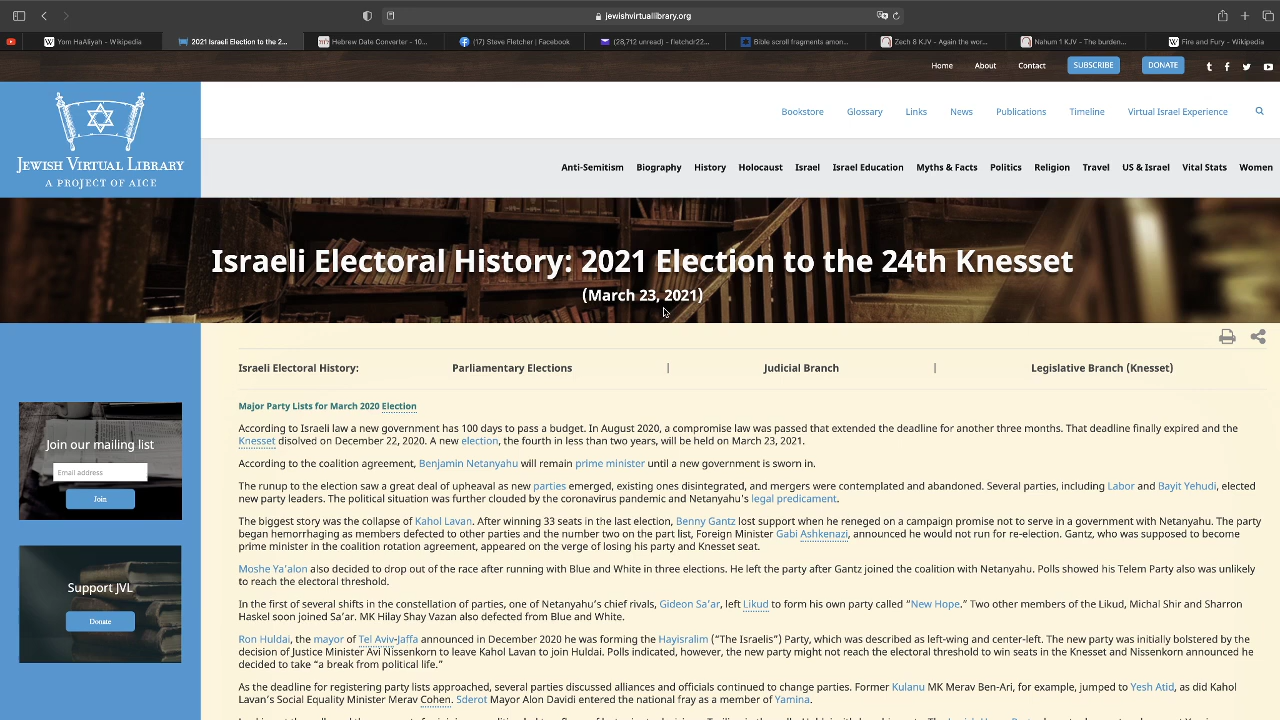 jewishvirtuallibrary.org
Yom HaAliyah - Wikipedia
2021 Israeli Election to the 2...
Hebrew Date Converter - 10...
(17) Steve Fletcher | Facebook
(28,712 unread) - fletchdr22...
Bible scroll fragments amon...
Zech 8 KJV - Again the wor...
Nahum 1 KJV - The burden...
Fire and Fury - Wikipedia
Home About Contact SUBSCRIBE DONATE
JEWISH VIRTUAL LIBRARY
A PROJECT OF AICE
Bookstore Glossary Links News Publications Timeline Virtual Israel Experience
Anti-Semitism Biography History Holocaust Israel Israel Education Myths & Facts Politics Religion Travel US & Israel Vital Stats Women
Israeli Electoral History: 2021 Election to the 24th Knesset
(March 23, 2021)
Israeli Electoral History: Parliamentary Elections | Judicial Branch | Legislative Branch (Knesset)
Join our mailing list
Email address
Join
Support JVL
Donate
Major Party Lists for March 2020 Election
According to Israeli law a new government has 100 days to pass a budget. In August 2020, a compromise law was passed that extended the deadline for another three months. That deadline finally expired and the
Knesset disolved on December 22, 2020. A new election, the fourth in less than two years, will be held on March 23, 2021.
According to the coalition agreement, Benjamin Netanyahu will remain prime minister until a new government is sworn in.
The runup to the election saw a great deal of upheaval as new parties emerged, existing ones disintegrated, and mergers were contemplated and abandoned. Several parties, including Labor and Bayit Yehudi, elected
new party leaders. The political situation was further clouded by the coronavirus pandemic and Netanyahu's legal predicament.
The biggest story was the collapse of Kahol Lavan. After winning 33 seats in the last election, Benny Gantz lost support when he reneged on a campaign promise not to serve in a government with Netanyahu. The party
began hemorrhaging as members defected to other parties and the number two on the part list, Foreign Minister Gabi Ashkenazi, announced he would not run for re-election. Gantz, who was supposed to become
prime minister in the coalition rotation agreement, appeared on the verge of losing his party and Knesset seat.
Moshe Ya'alon also decided to drop out of the race after running with Blue and White in three elections. He left the party after Gantz joined the coalition with Netanyahu. Polls showed his Telem Party also was unlikely
to reach the electoral threshold.
In the first of several shifts in the constellation of parties, one of Netanyahu's chief rivals, Gideon Sa'ar, left Likud to form his own party called "New Hope." Two other members of the Likud, Michal Shir and Sharron
Haskel soon joined Sa'ar. MK Hilay Shay Vazan also defected from Blue and White.
Ron Huldai, the mayor of Tel Aviv-Jaffa announced in December 2020 he was forming the Hayisralim ("The Israelis") Party, which was described as left-wing and center-left. The new party was initially bolstered by the
decision of Justice Minister Avi Nissenkorn to leave Kahol Lavan to join Huldai. Polls indicated, however, the new party might not reach the electoral threshold to win seats in the Knesset and Nissenkorn announced he
decided to take "a break from political life."
As the deadline for registering party lists approached, several parties discussed alliances and officials continued to change parties. Former Kulanu MK Merav Ben-Ari, for example, jumped to Yesh Atid, as did Kahol
Lavan's Social Equality Minister Merav Cohen. Sderot Mayor Alon Davidi entered the national fray as a member of Yamina.